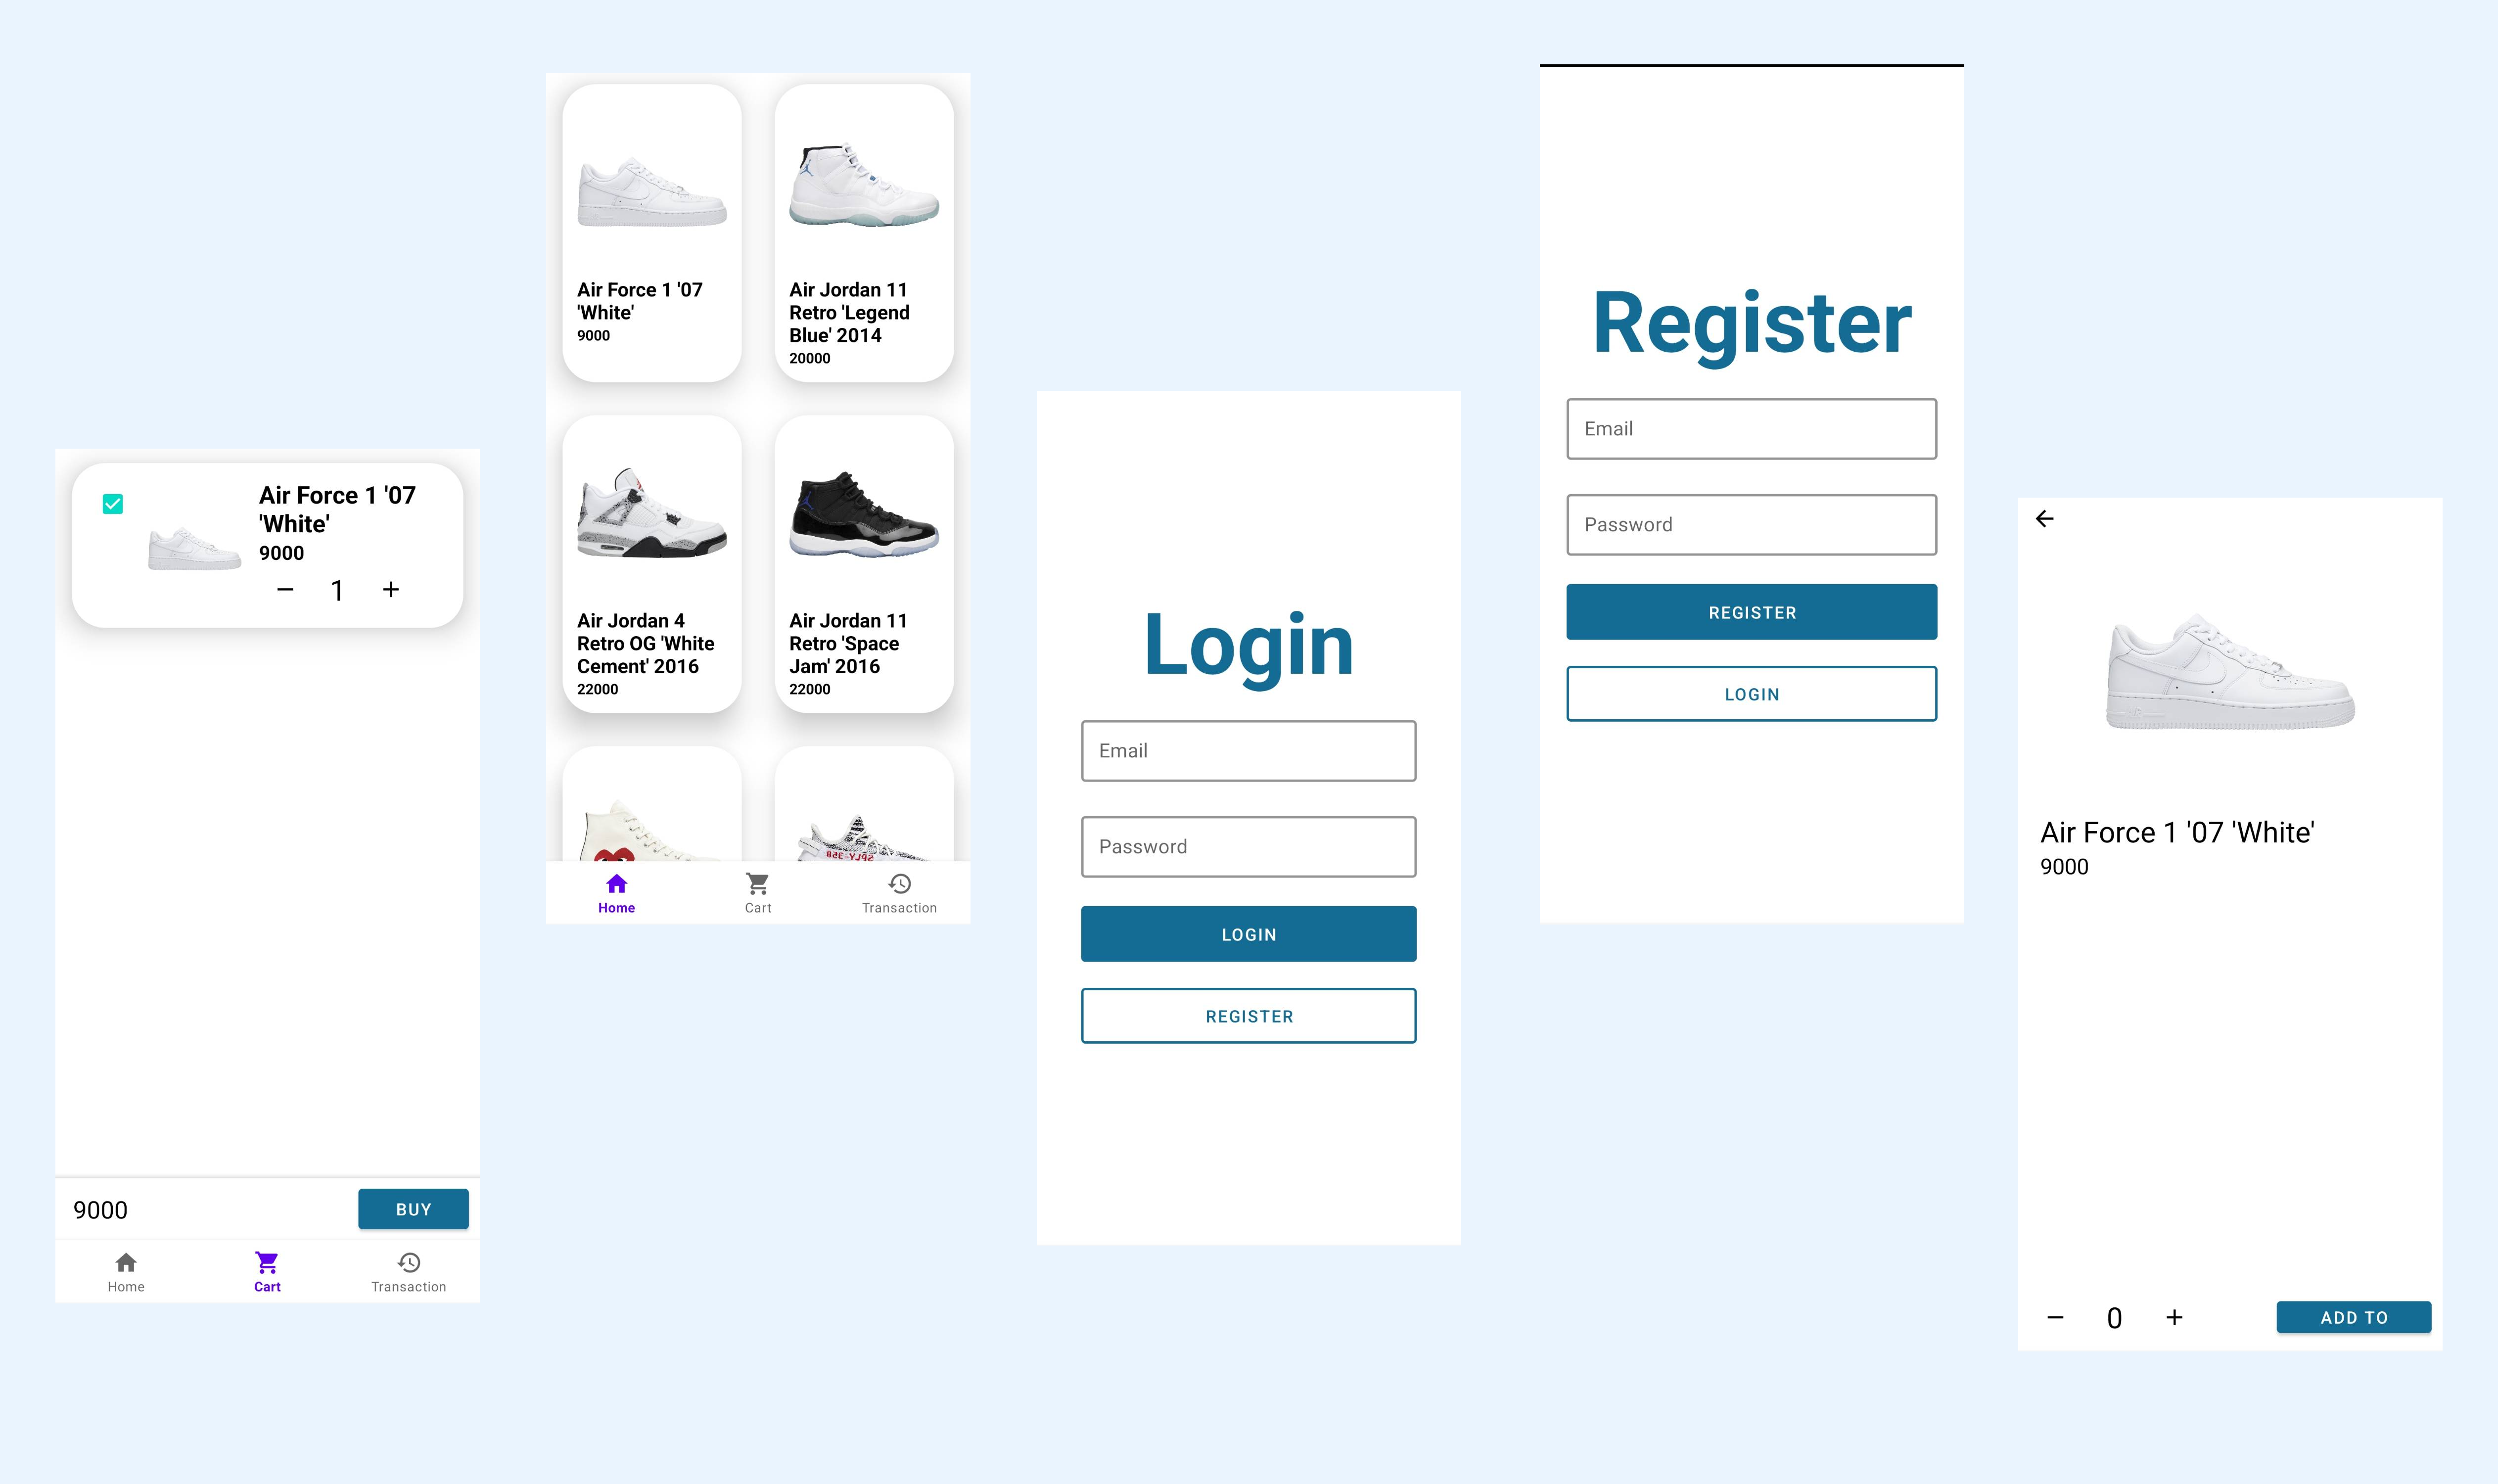 Air Force 1 '07
'White'
9000
1
9000
BUY
Home
Cart
Transaction
Air Force 1 '07
'White'
9000
Air Jordan 11
Retro 'Legend
Blue' 2014
20000
Air Jordan 4
Retro OG 'White
Cement' 2016
22000
Air Jordan 11
Retro 'Space
Jam' 2016
22000
SPLY-350
Home
Cart
Transaction
Login
Email
Password
LOGIN
REGISTER
Register
Email
Password
REGISTER
LOGIN
Air Force 1 '07 'White'
9000
0
ADD TO